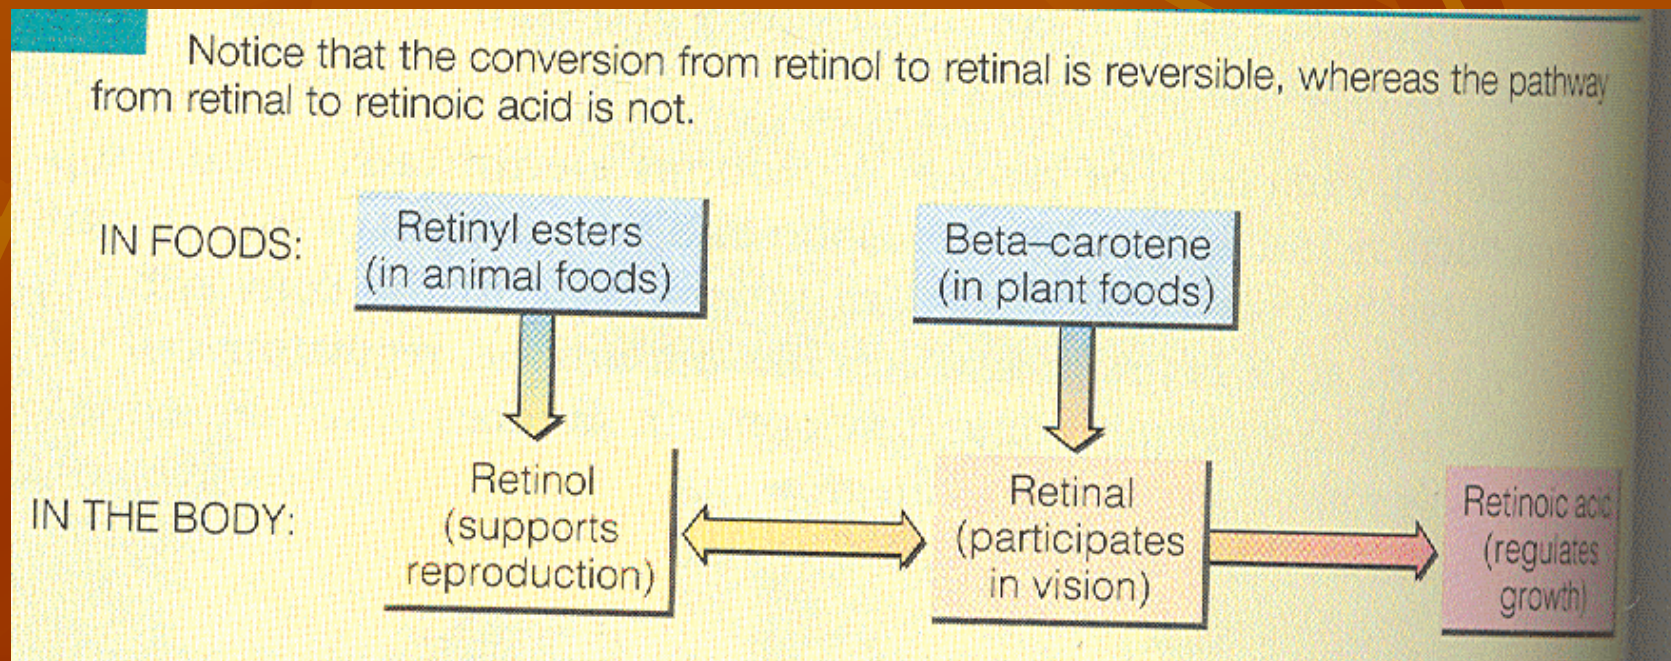 Notice that the conversion from retinol to retinal is reversible, whereas the pathway
from retinal to retinoic acid is not.
IN FOODS:
Retinyl esters
(in animal foods)
Beta–carotene
(in plant foods)
IN THE BODY:
Retinol
(supports
reproduction)
Retinal
(participates
in vision)
Retinoic acid
(regulates
growth)